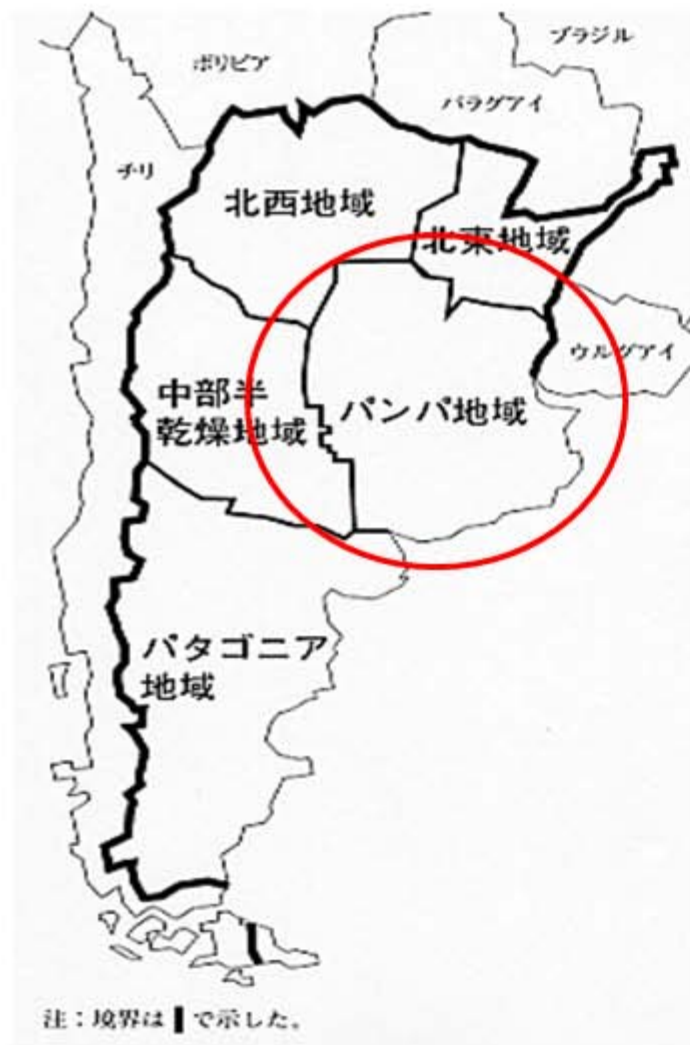 ブラジル
ボリビア
パラグアイ
チリ
北西地域
北東地域
ウルグアイ
中部半
乾燥地域
パンパ地域
パタゴニア
地域
注：境界は▌で示した。